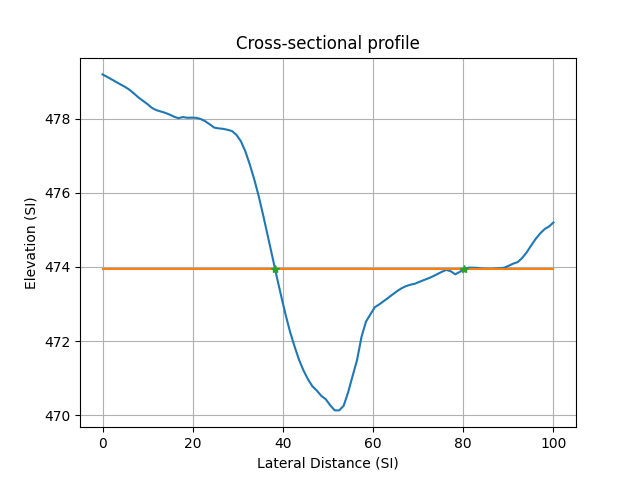 Cross-sectional profile
Elevation (SI)
478
476
474
472
470
0 20 40 60 80 100
Lateral Distance (SI)